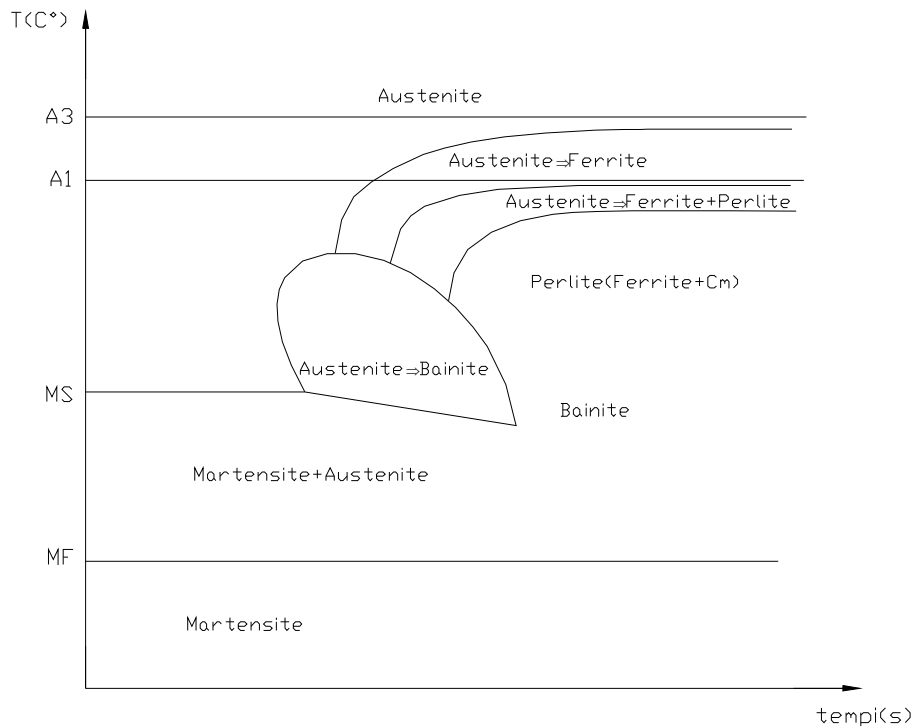 T(C°)
Austenite
A3
Austenite⇒Ferrite
A1
Austenite⇒Ferrite+Perlite
Perlite(Ferrite+Cm)
Austenite⇒Bainite
MS
Bainite
Martensite+Austenite
MF
Martensite
tempi(s)